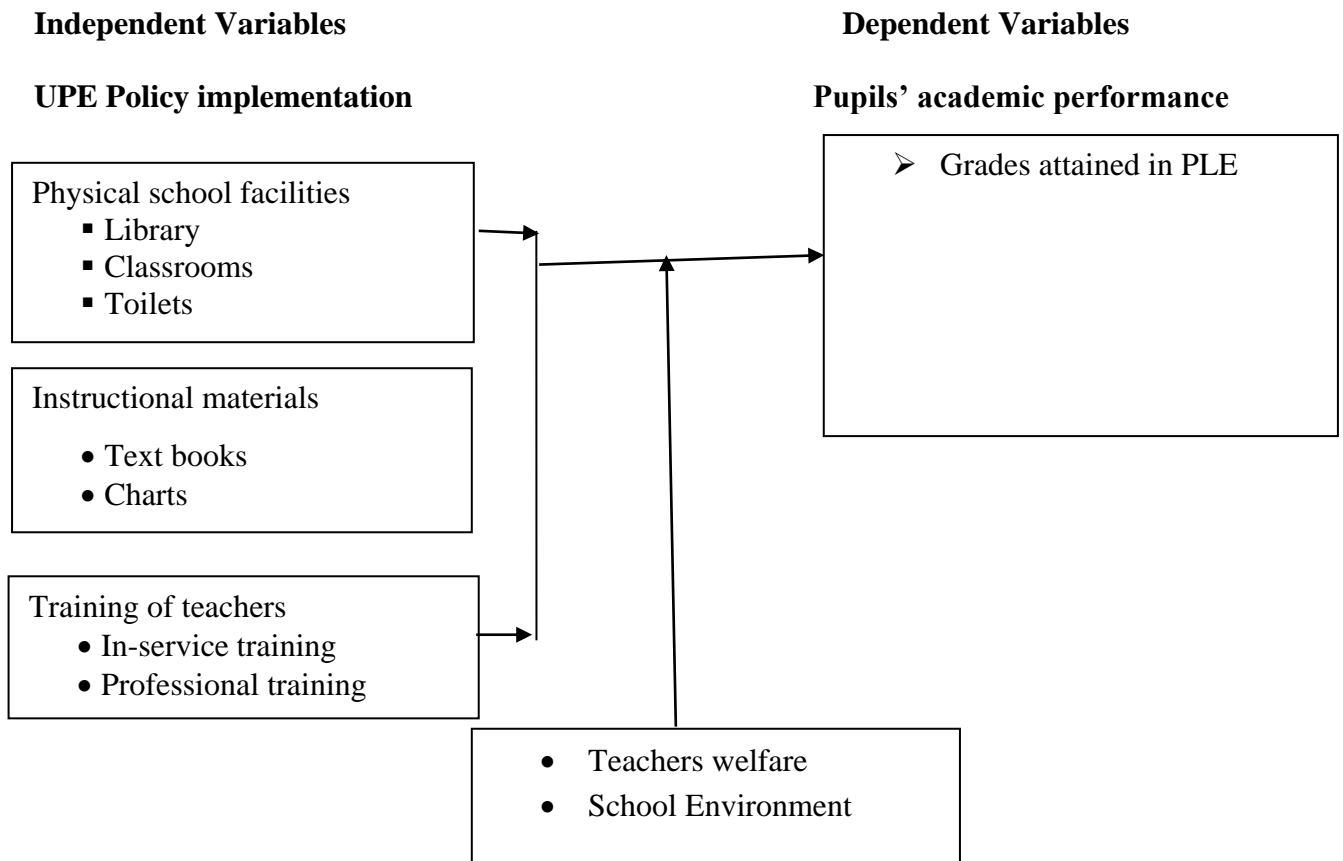 Independent Variables
Dependent Variables
UPE Policy implementation
Pupils’ academic performance
Physical school facilities
▪ Library
▪ Classrooms
▪ Toilets
Instructional materials
• Text books
• Charts
Training of teachers
• In-service training
• Professional training
➢ Grades attained in PLE
• Teachers welfare
• School Environment